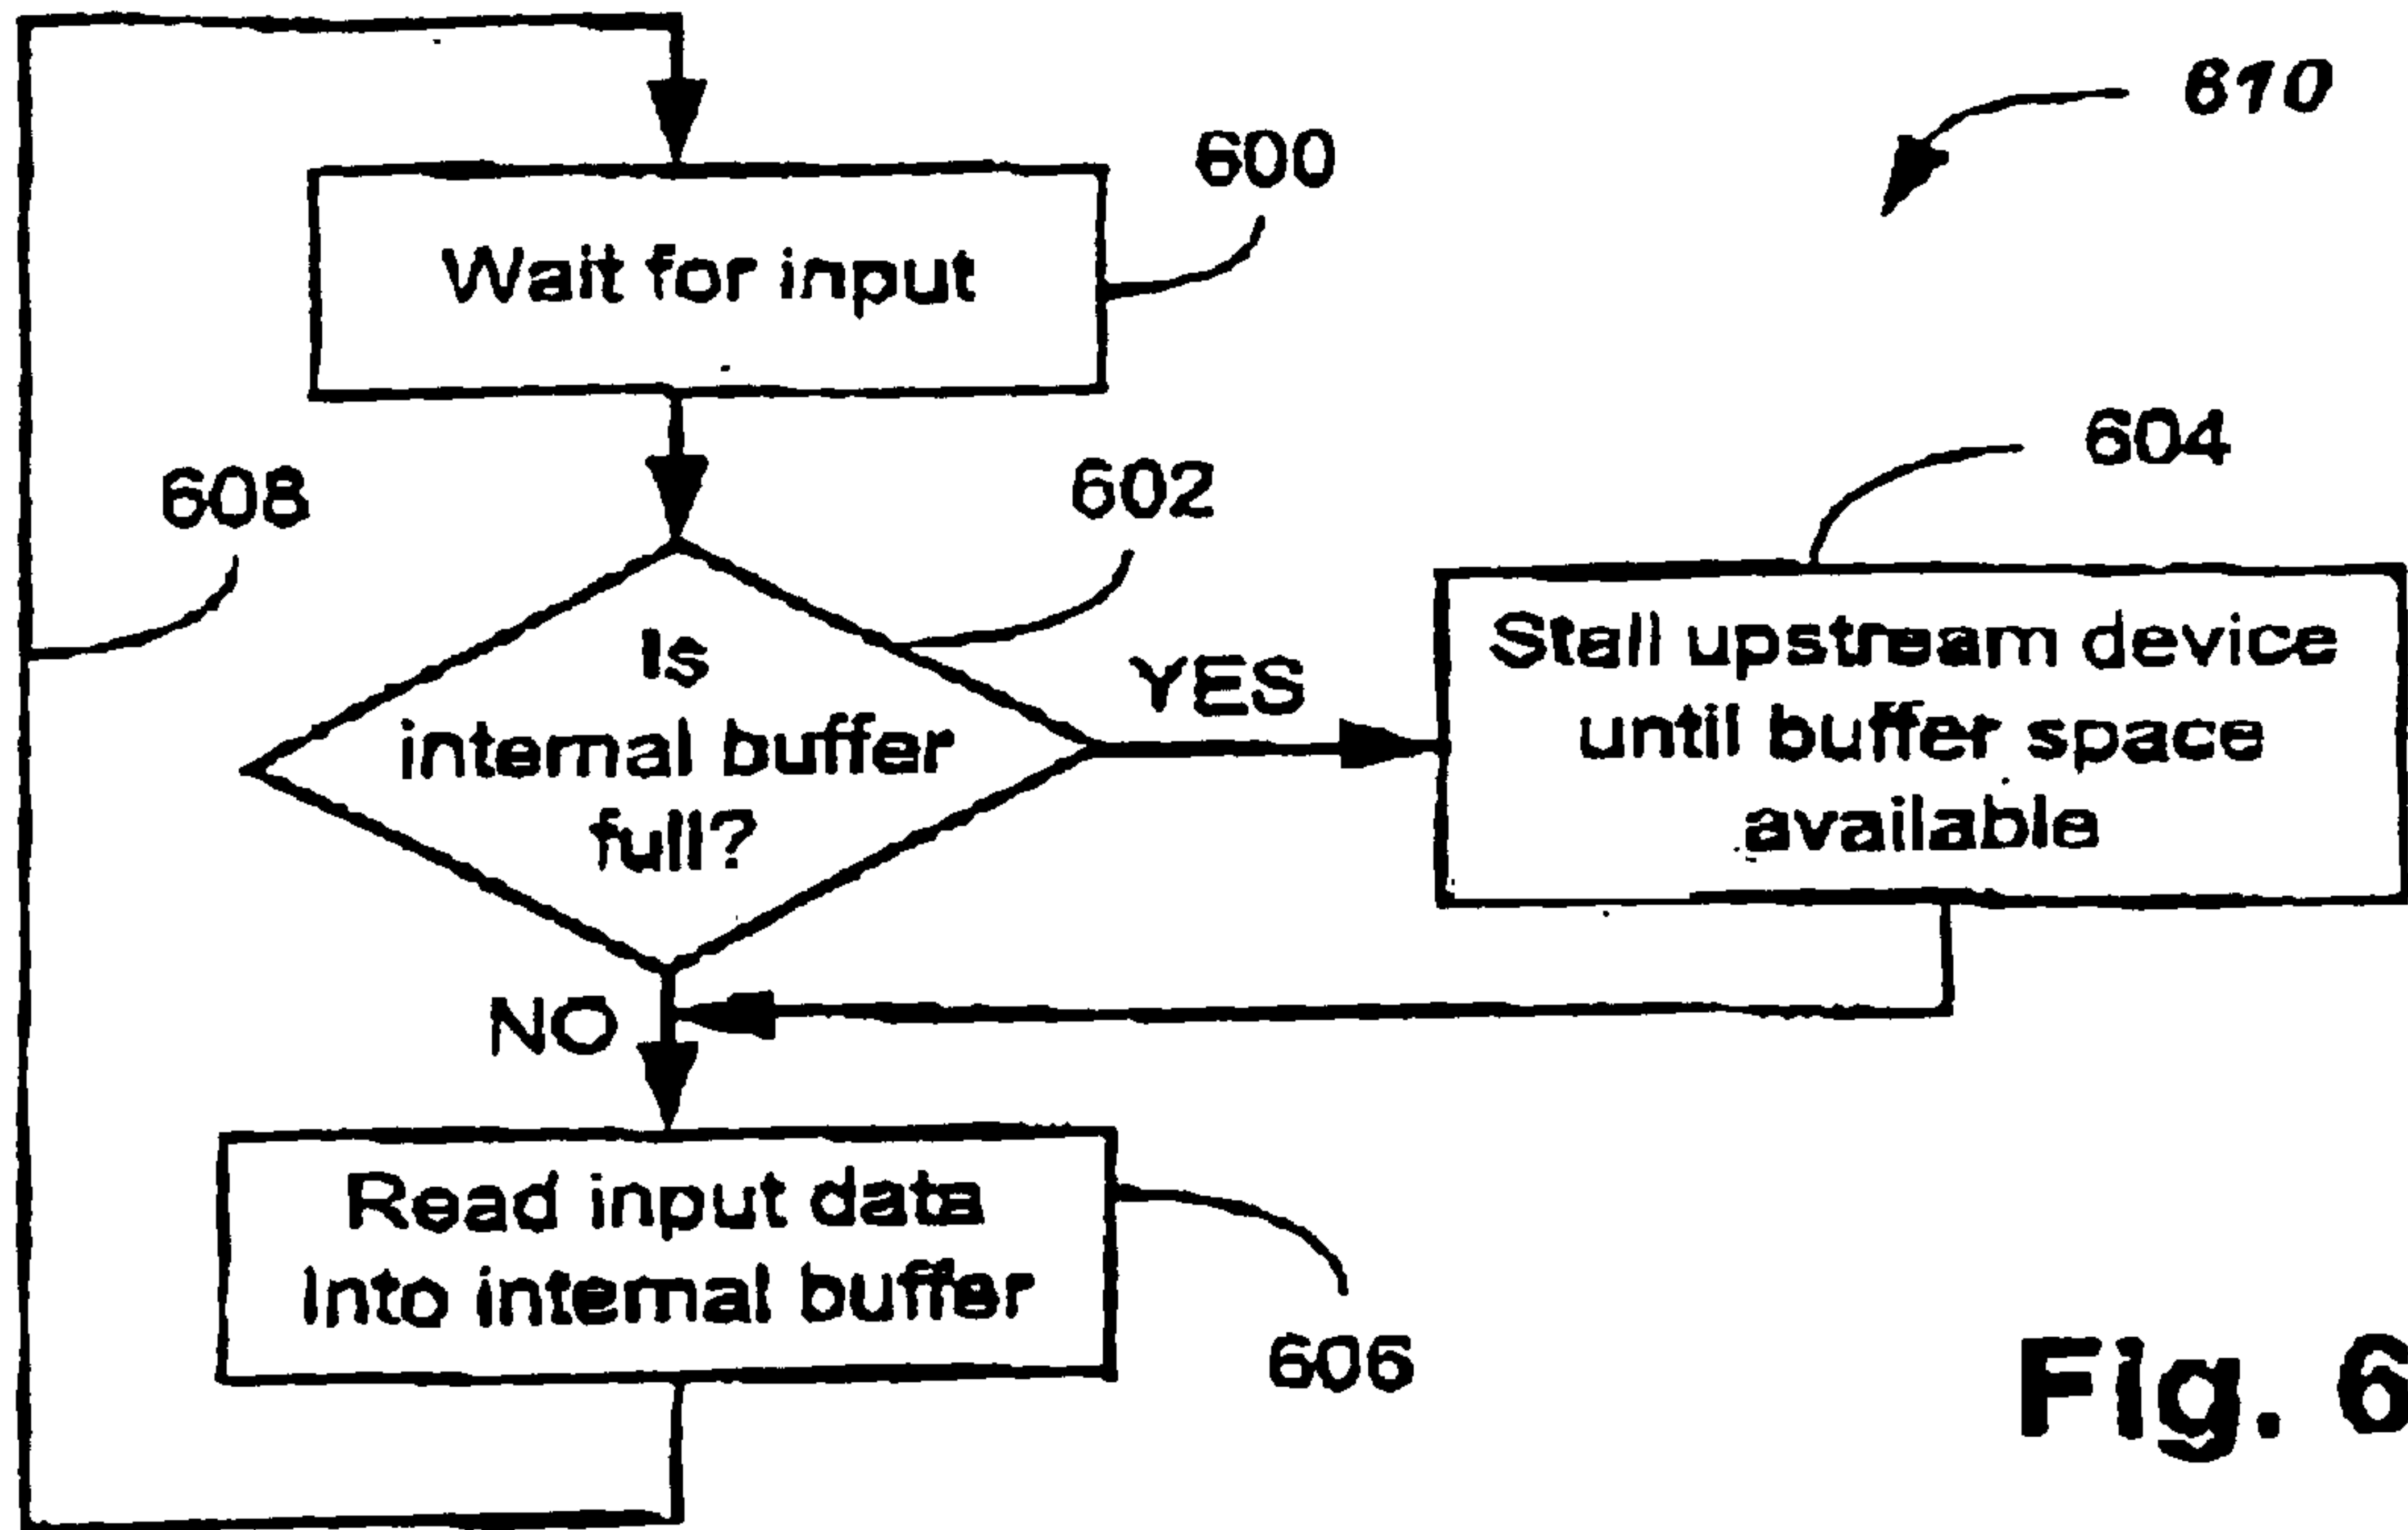 610
600
Wait for input
604
602
608
Is
internal buffer
full?
YES
Stall upstream device
until buffer space
available
NO
Read input data
into internal buffer
606
Fig. 6